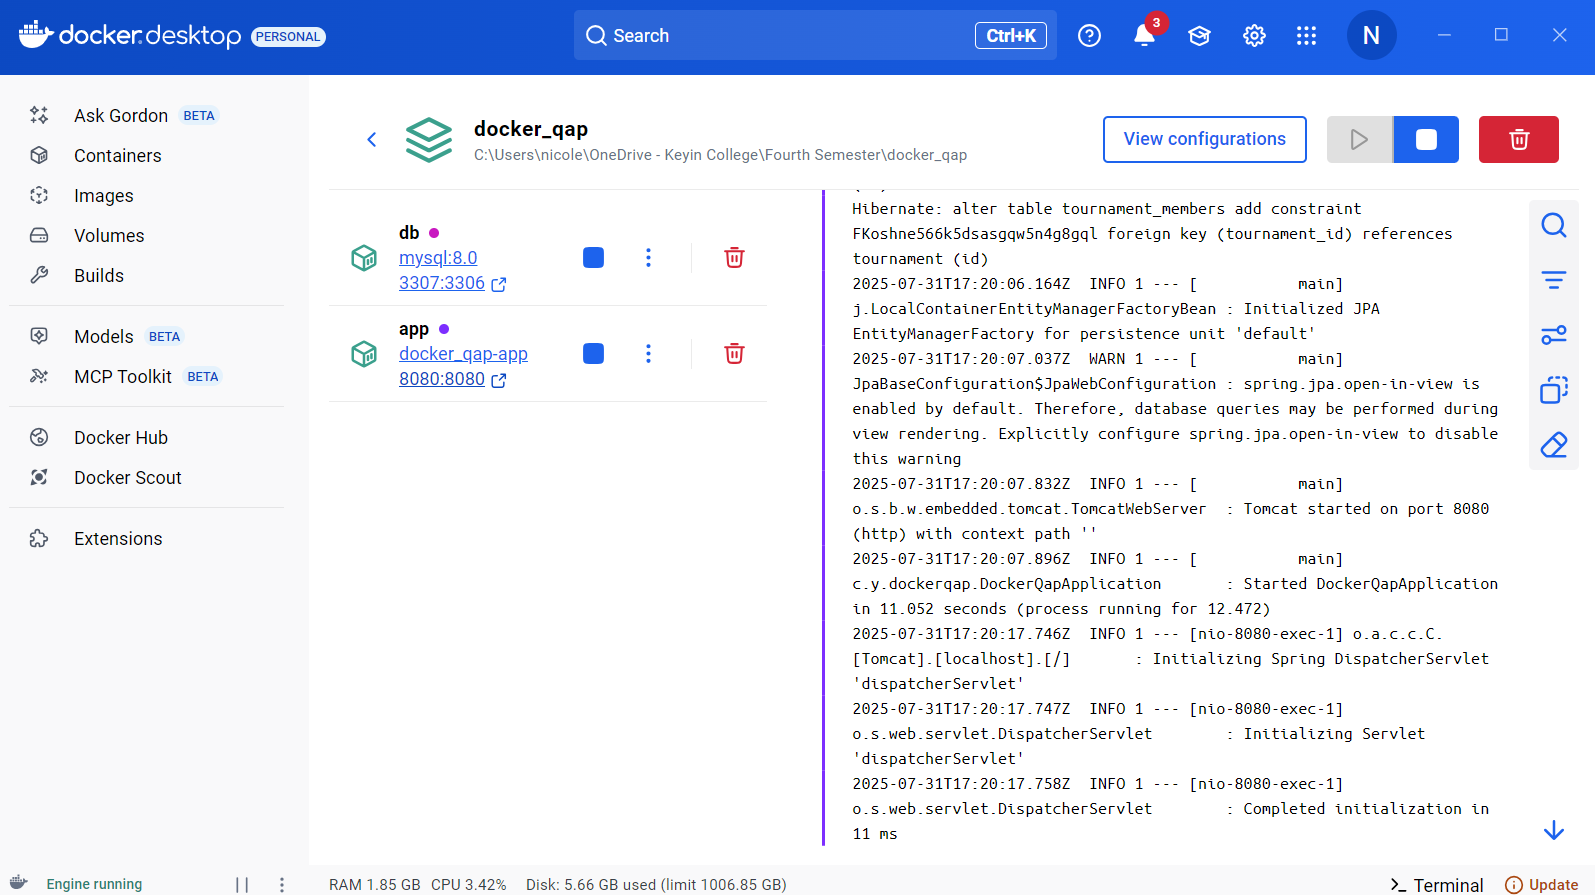 docker.desktop PERSONAL
Search Ctrl+K
3
N
Ask Gordon BETA
Containers
Images
Volumes
Builds
Models BETA
MCP Toolkit BETA
Docker Hub
Docker Scout
Extensions
docker_qap
C:\Users\nicole\OneDrive - Keyin College\Fourth Semester\docker_qap
View configurations
db
mysql:8.0
3307:3306
app
docker_qap-app
8080:8080
Hibernate: alter table tournament_members add constraint
FKoshne566k5dsasgqw5n4g8gql foreign key (tournament_id) references
tournament (id)
2025-07-31T17:20:06.164Z  INFO 1 --- [           main]
j.LocalContainerEntityManagerFactoryBean : Initialized JPA
EntityManagerFactory for persistence unit 'default'
2025-07-31T17:20:07.037Z  WARN 1 --- [           main]
JpaBaseConfiguration$JpaWebConfiguration : spring.jpa.open-in-view is
enabled by default. Therefore, database queries may be performed during
view rendering. Explicitly configure spring.jpa.open-in-view to disable
this warning
2025-07-31T17:20:07.832Z  INFO 1 --- [           main]
o.s.b.w.embedded.tomcat.TomcatWebServer  : Tomcat started on port 8080
(http) with context path ''
2025-07-31T17:20:07.896Z  INFO 1 --- [           main]
c.y.dockerqap.DockerQapApplication       : Started DockerQapApplication
in 11.052 seconds (process running for 12.472)
2025-07-31T17:20:17.746Z  INFO 1 --- [nio-8080-exec-1] o.a.c.c.C.
[Tomcat].[localhost].[/]       : Initializing Spring DispatcherServlet
'dispatcherServlet'
2025-07-31T17:20:17.747Z  INFO 1 --- [nio-8080-exec-1]
o.s.web.servlet.DispatcherServlet        : Initializing Servlet
'dispatcherServlet'
2025-07-31T17:20:17.758Z  INFO 1 --- [nio-8080-exec-1]
o.s.web.servlet.DispatcherServlet        : Completed initialization in
11 ms
Engine running
RAM 1.85 GB CPU 3.42% Disk: 5.66 GB used (limit 1006.85 GB)
Terminal
Update